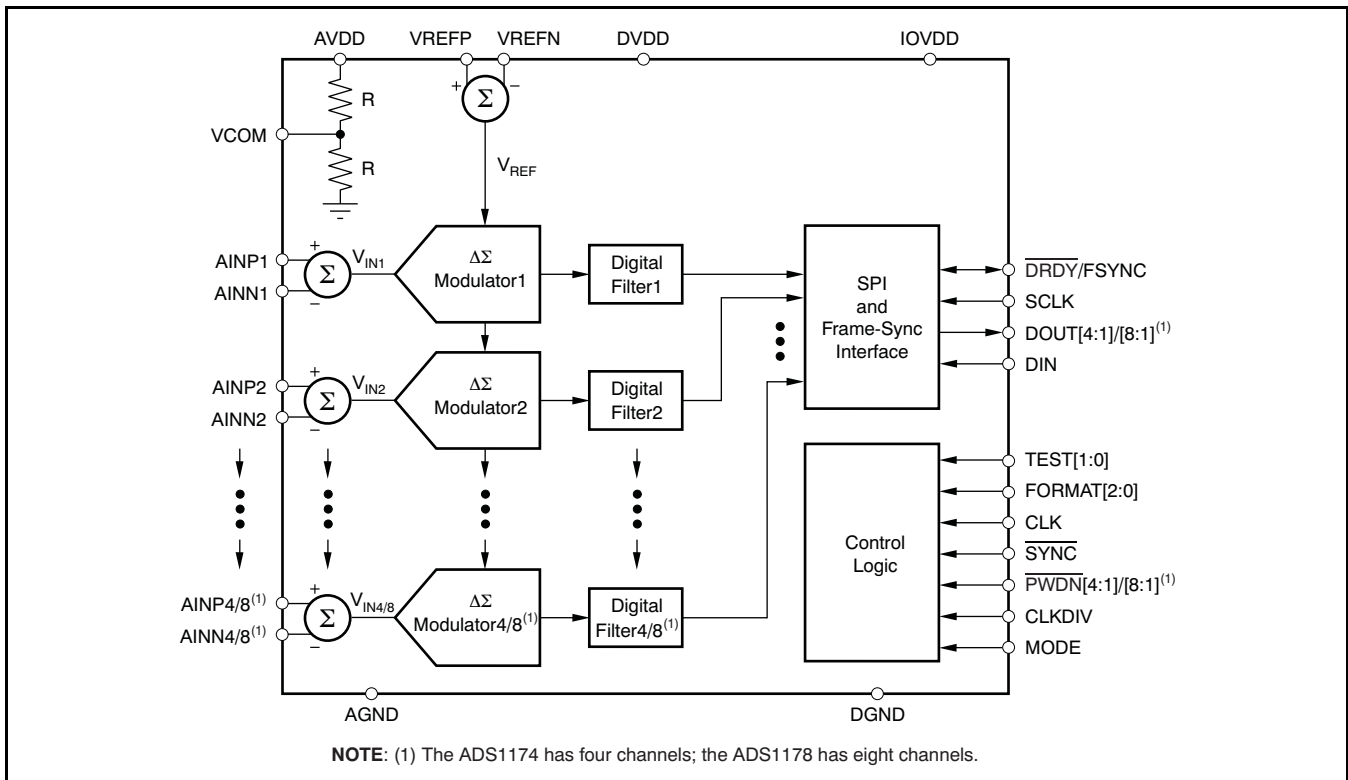 AVDD
VREFP
VREFN
DVDD
IOVDD
+
Σ
−
R
VCOM
R
VREF
AINP1
AINN1
+
Σ
−
VIN1
ΔΣ
Modulator1
Digital
Filter1
SPI
and
Frame-Sync
Interface
DRDY/FSYNC
SCLK
DOUT[4:1]/[8:1](1)
DIN
AINP2
AINN2
+
Σ
−
VIN2
ΔΣ
Modulator2
Digital
Filter2
Control
Logic
TEST[1:0]
FORMAT[2:0]
CLK
SYNC
PWDN[4:1]/[8:1](1)
CLKDIV
MODE
AINP4/8(1)
AINN4/8(1)
+
Σ
−
VIN4/8
ΔΣ
Modulator4/8(1)
Digital
Filter4/8(1)
AGND
DGND
NOTE: (1) The ADS1174 has four channels; the ADS1178 has eight channels.